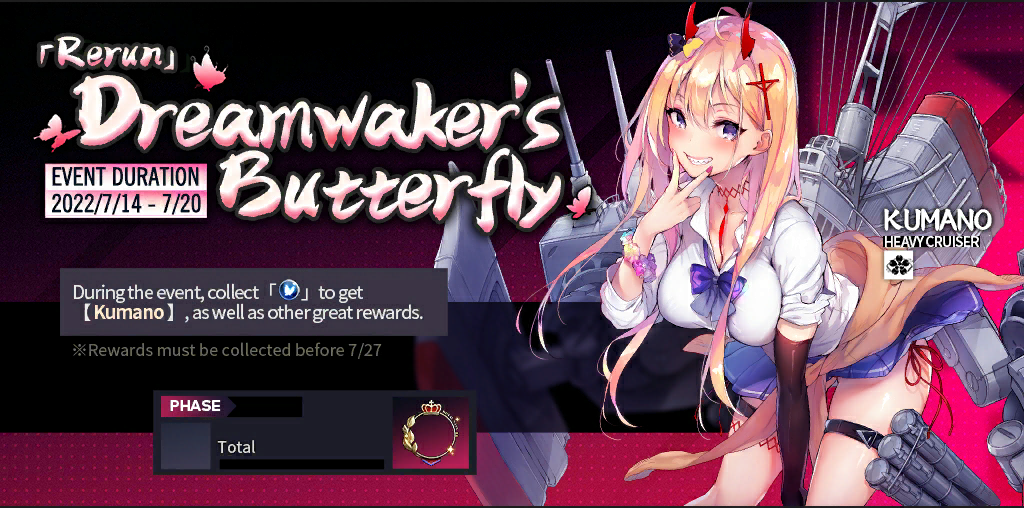 「Rerun」
Dreamwaker's
Butterfly
EVENT DURATION
2022/7/14 - 7/20
KUMANO
HEAVY CRUISER
During the event, collect「 」to get
【Kumano】, as well as other great rewards.
※Rewards must be collected before 7/27
PHASE
Total